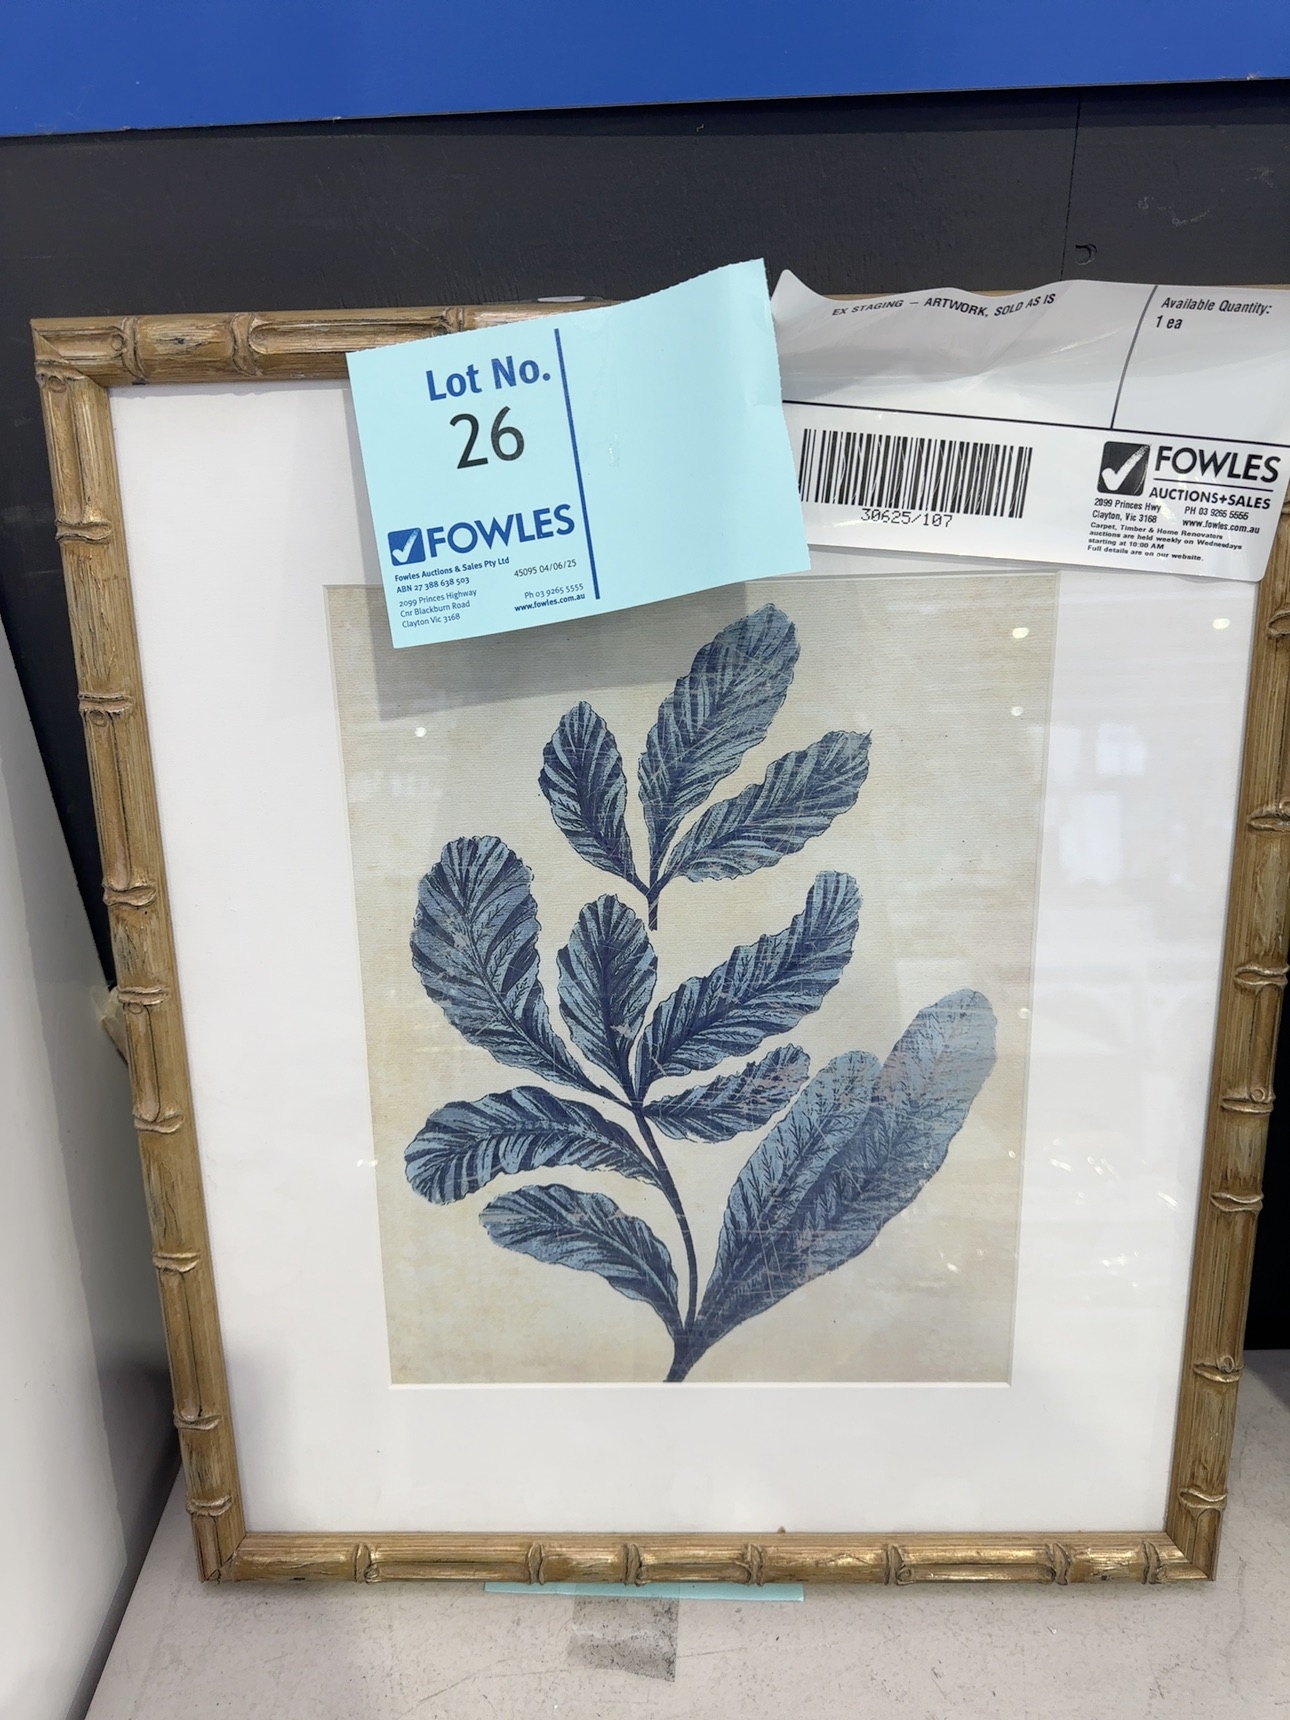 Lot No.
26
FOWLES
Fowles Auctions & Sales Pty Ltd
ABN 27 388 638 503
45095 04/06/25
2099 Princes Highway
Cnr Blackburn Road
Clayton Vic 3168
Ph 03 9265 5555
www.fowles.com.au
EX STAGING – ARTWORK, SOLD AS IS
Available Quantity:
1 ea
30625/107
FOWLES
AUCTIONS+SALES
2099 Princes Hwy
Clayton, Vic 3168
PH 03 9265 5555
www.fowles.com.au
Carpet, Timber & Home Renovators
auctions are held weekly on Wednesdays
starting at 10:00 AM
Full details are on our website.